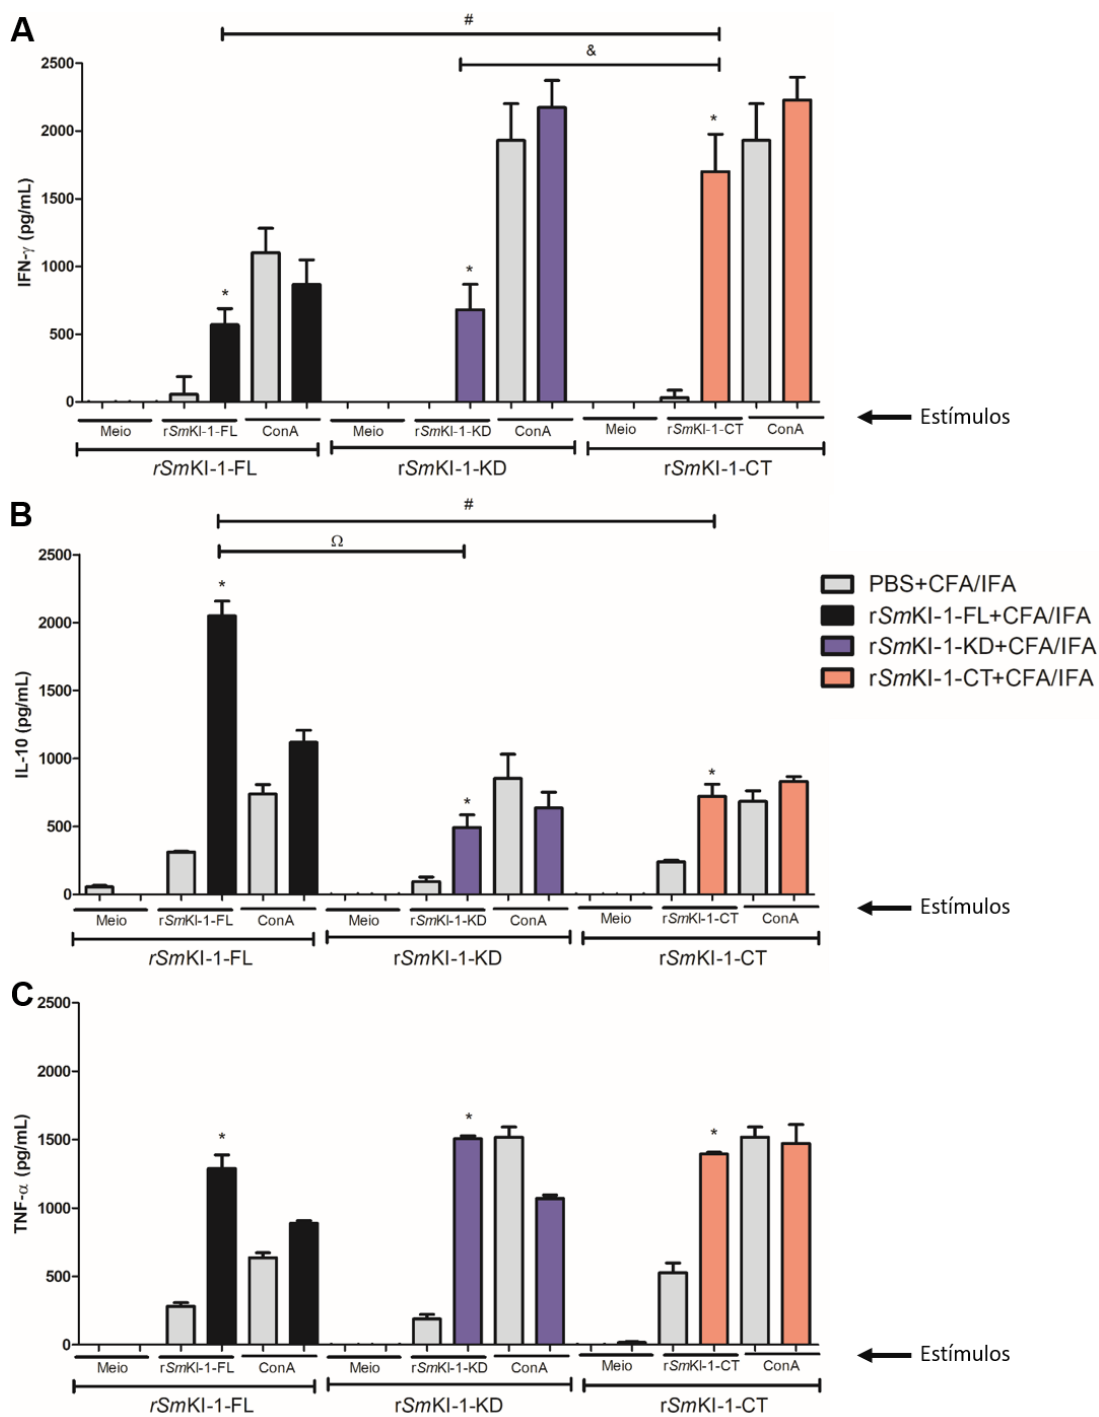 A
#
&
2500
2000
1500
1000
500
0
IFN-γ (pg/mL)
*
*
*
Meio rSmKI-1-FL ConA Meio rSmKI-1-KD ConA Meio rSmKI-1-CT ConA
rSmKI-1-FL rSmKI-1-KD rSmKI-1-CT
Estímulos
B
#
Ω
2500
2000
1500
1000
500
0
IL-10 (pg/mL)
*
*
*
Meio rSmKI-1-FL ConA Meio rSmKI-1-KD ConA Meio rSmKI-1-CT ConA
rSmKI-1-FL rSmKI-1-KD rSmKI-1-CT
Estímulos
PBS+CFA/IFA
rSmKI-1-FL+CFA/IFA
rSmKI-1-KD+CFA/IFA
rSmKI-1-CT+CFA/IFA
C
2500
2000
1500
1000
500
0
TNF-α (pg/mL)
*
*
*
Meio rSmKI-1-FL ConA Meio rSmKI-1-KD ConA Meio rSmKI-1-CT ConA
rSmKI-1-FL rSmKI-1-KD rSmKI-1-CT
Estímulos